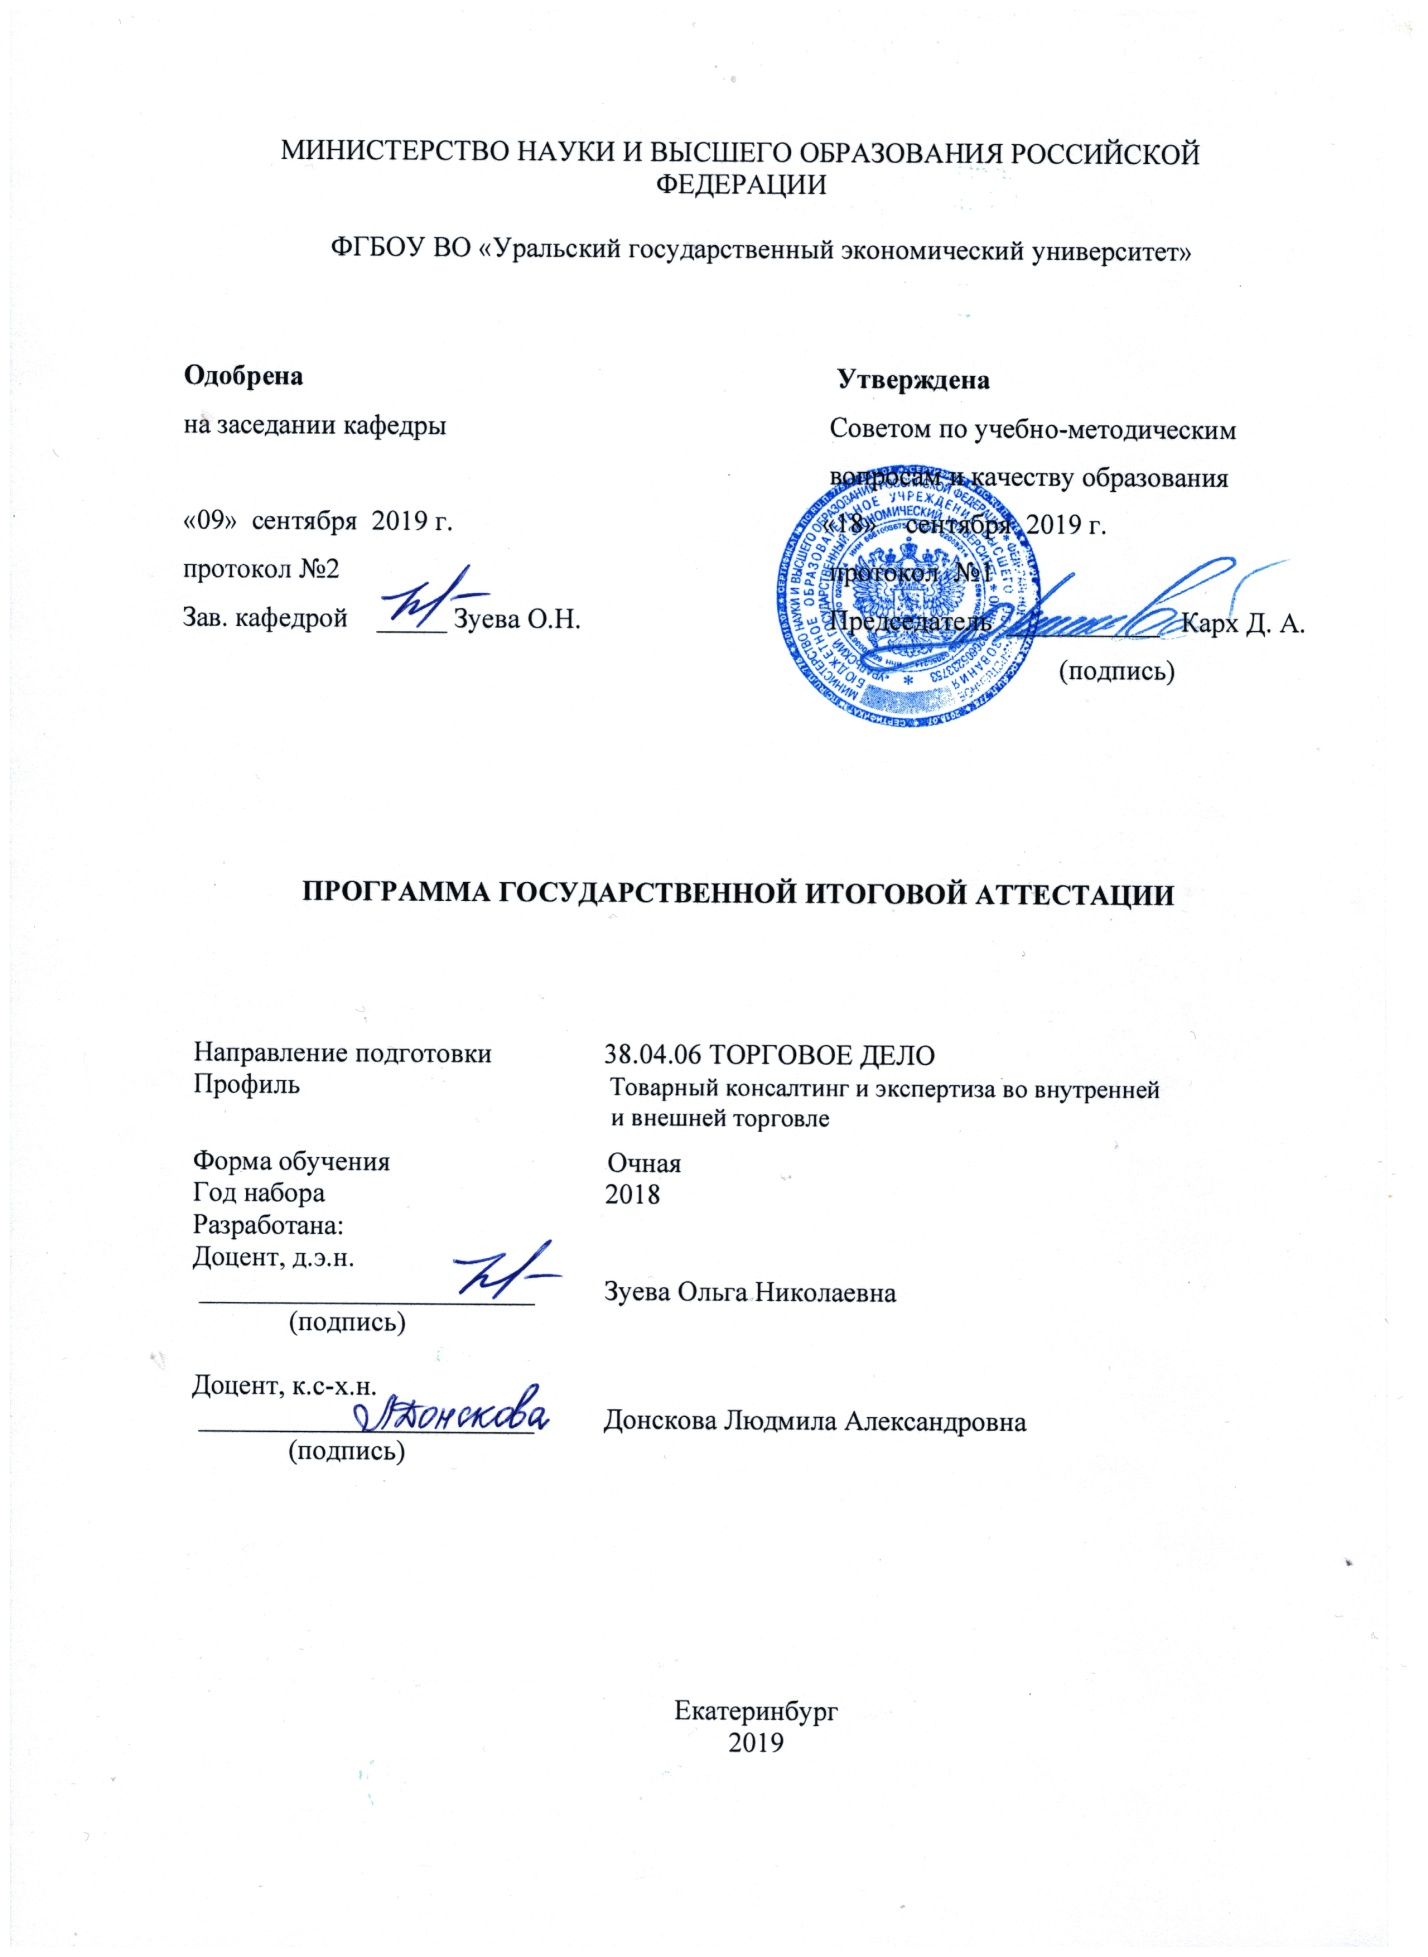 МИНИСТЕРСТВО НАУКИ И ВЫСШЕГО ОБРАЗОВАНИЯ РОССИЙСКОЙ
ФЕДЕРАЦИИ
ФГБОУ ВО «Уральский государственный экономический университет»
Одобрена
на заседании кафедры
«09» сентября 2019 г.
протокол №2
Зав. кафедрой _____ Зуева О.Н.
Утверждена
Советом по учебно-методическим
вопросам и качеству образования
«18» сентября 2019 г.
протокол №1
Председатель ___________ Карх Д. А.
(подпись)
ПРОГРАММА ГОСУДАРСТВЕННОЙ ИТОГОВОЙ АТТЕСТАЦИИ
Направление подготовки 38.04.06 ТОРГОВОЕ ДЕЛО
Профиль Товарный консалтинг и экспертиза во внутренней
и внешней торговле
Форма обучения Очная
Год набора 2018
Разработана:
Доцент, д.э.н.
Зуева Ольга Николаевна
(подпись)
Доцент, к.с-х.н.
ЛДонскова Донскова Людмила Александровна
(подпись)
Екатеринбург
2019